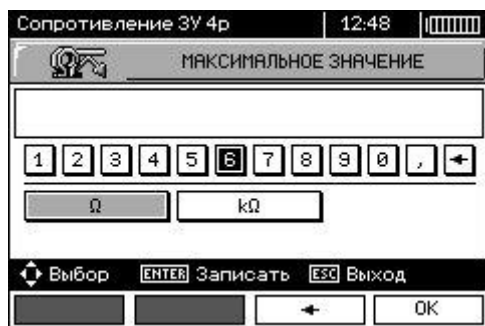 Сопротивление ЗУ 4р 12:48
МАКСИМАЛЬНОЕ ЗНАЧЕНИЕ
1 2 3 4 5 6 7 8 9 0 , ←
Ω kΩ
Выбор ENTER Записать ESC Выход
← OK